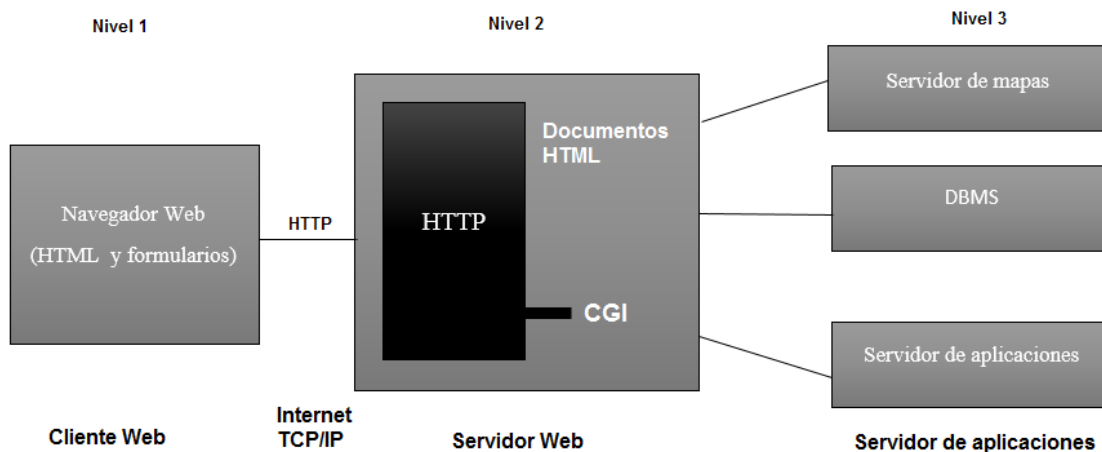 Nivel 1
Nivel 2
Nivel 3
Navegador Web
(HTML y formularios)
HTTP
HTTP
Documentos
HTML
CGI
Servidor de mapas
DBMS
Servidor de aplicaciones
Cliente Web
Internet
TCP/IP
Servidor Web
Servidor de aplicaciones